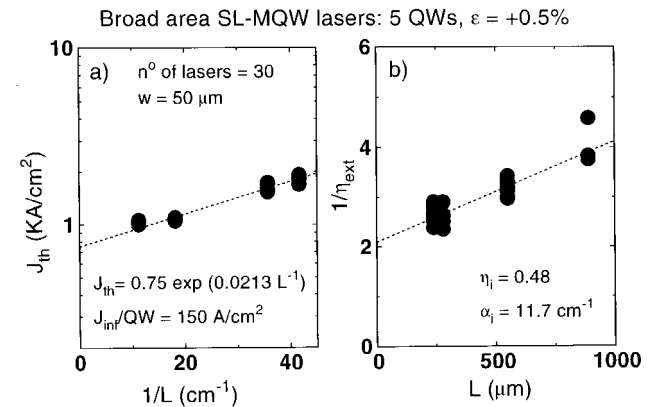 Broad area SL-MQW lasers: 5 QWs, ε = +0.5%
a)
nº of lasers = 30
w = 50 μm
J_th = 0.75 exp (0.0213 L⁻¹)
J_inf/QW = 150 A/cm²
J_th (KA/cm²)
10
1
0
20
40
1/L (cm⁻¹)
b)
η_i = 0.48
α_i = 11.7 cm⁻¹
1/η_ext
6
4
2
0
0
500
1000
L (μm)